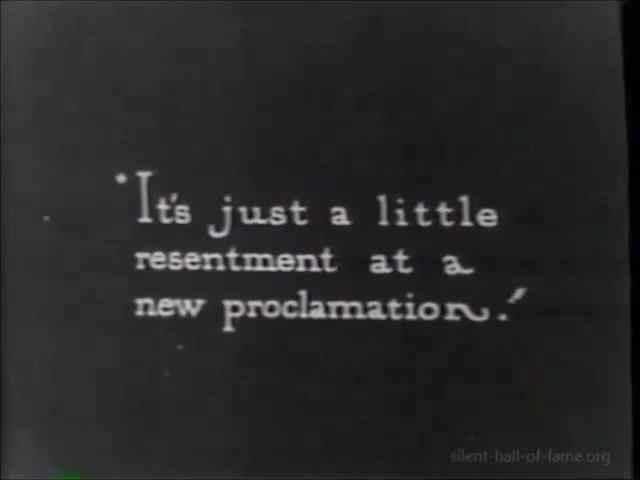 "It's just a little
resentment at a
new proclamation."
silent-hall-of-fame.org